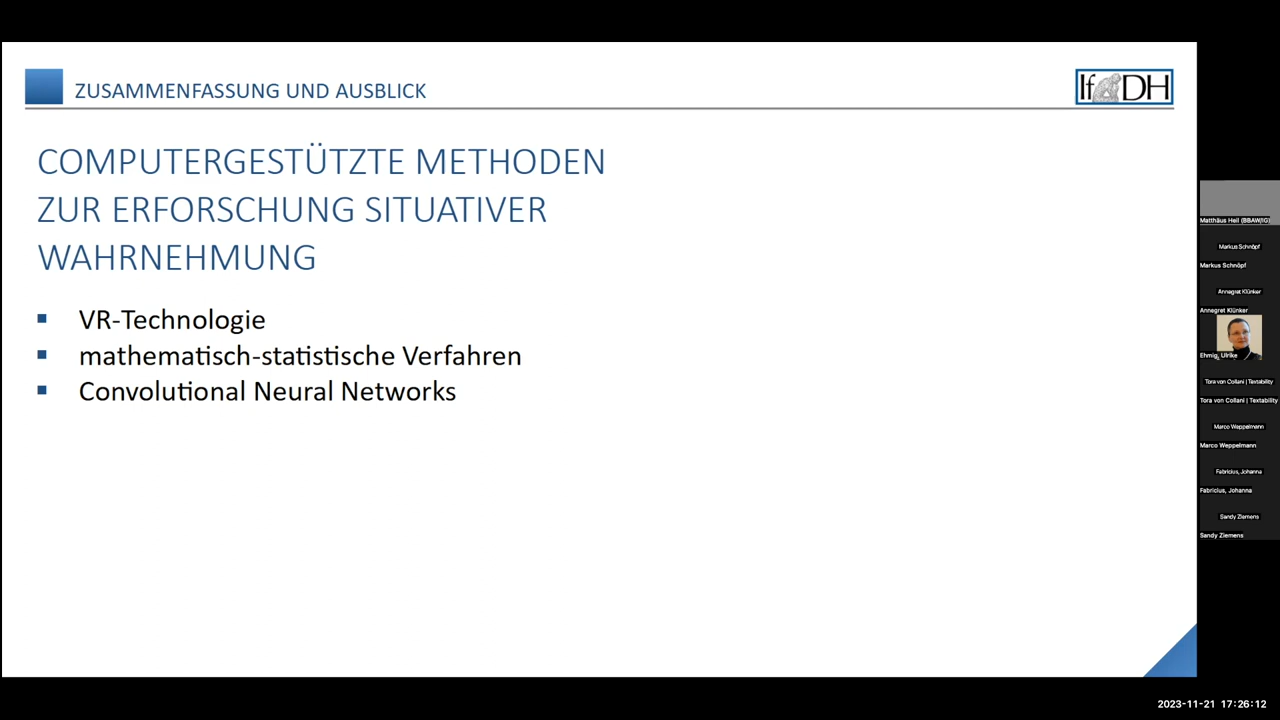 ZUSAMMENFASSUNG UND AUSBLICK
IfDH
COMPUTERGESTÜTZTE METHODEN
ZUR ERFORSCHUNG SITUATIVER
WAHRNEHMUNG
▪ VR-Technologie
▪ mathematisch-statistische Verfahren
▪ Convolutional Neural Networks
Matthäus Heil (BBAW/IG)
Markus Schnöpf
Markus Schnöpf
Annegret Klünker
Annegret Klünker
Ehmig, Ulrike
Tora von Collani | Textability
Tora von Collani | Textability
Marco Weppelmann
Marco Weppelmann
Fabricius, Johanna
Fabricius, Johanna
Sandy Ziemens
Sandy Ziemens
2023-11-21 17:26:12